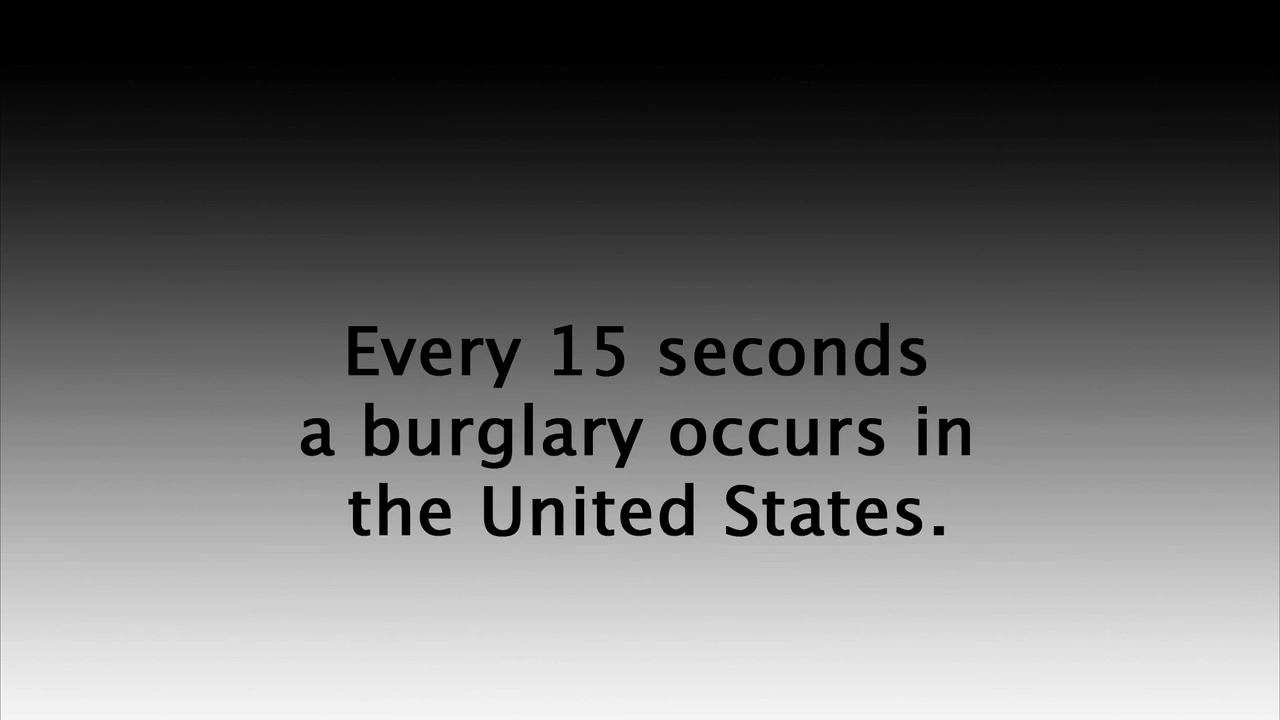 Every 15 seconds
a burglary occurs in
the United States.